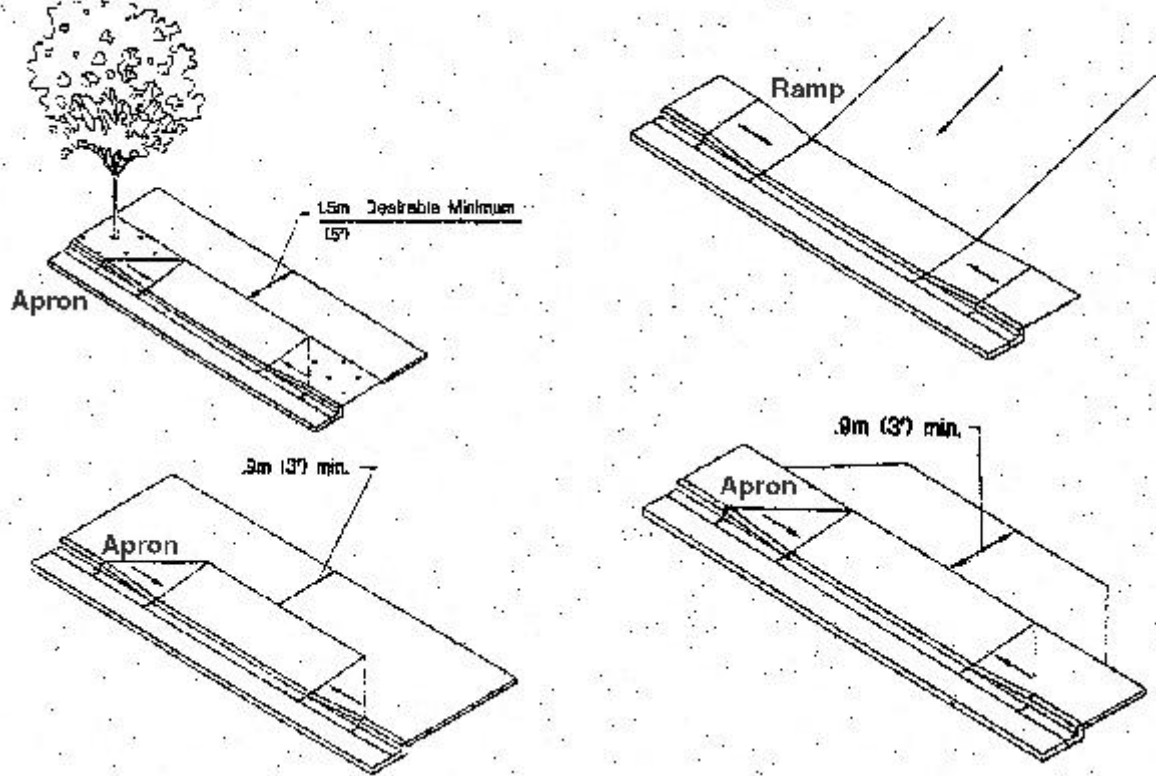 Ramp
1.5m Desirable Minimum
(5')
Apron
.9m (3') min.
Apron
.9m (3') min.
Apron